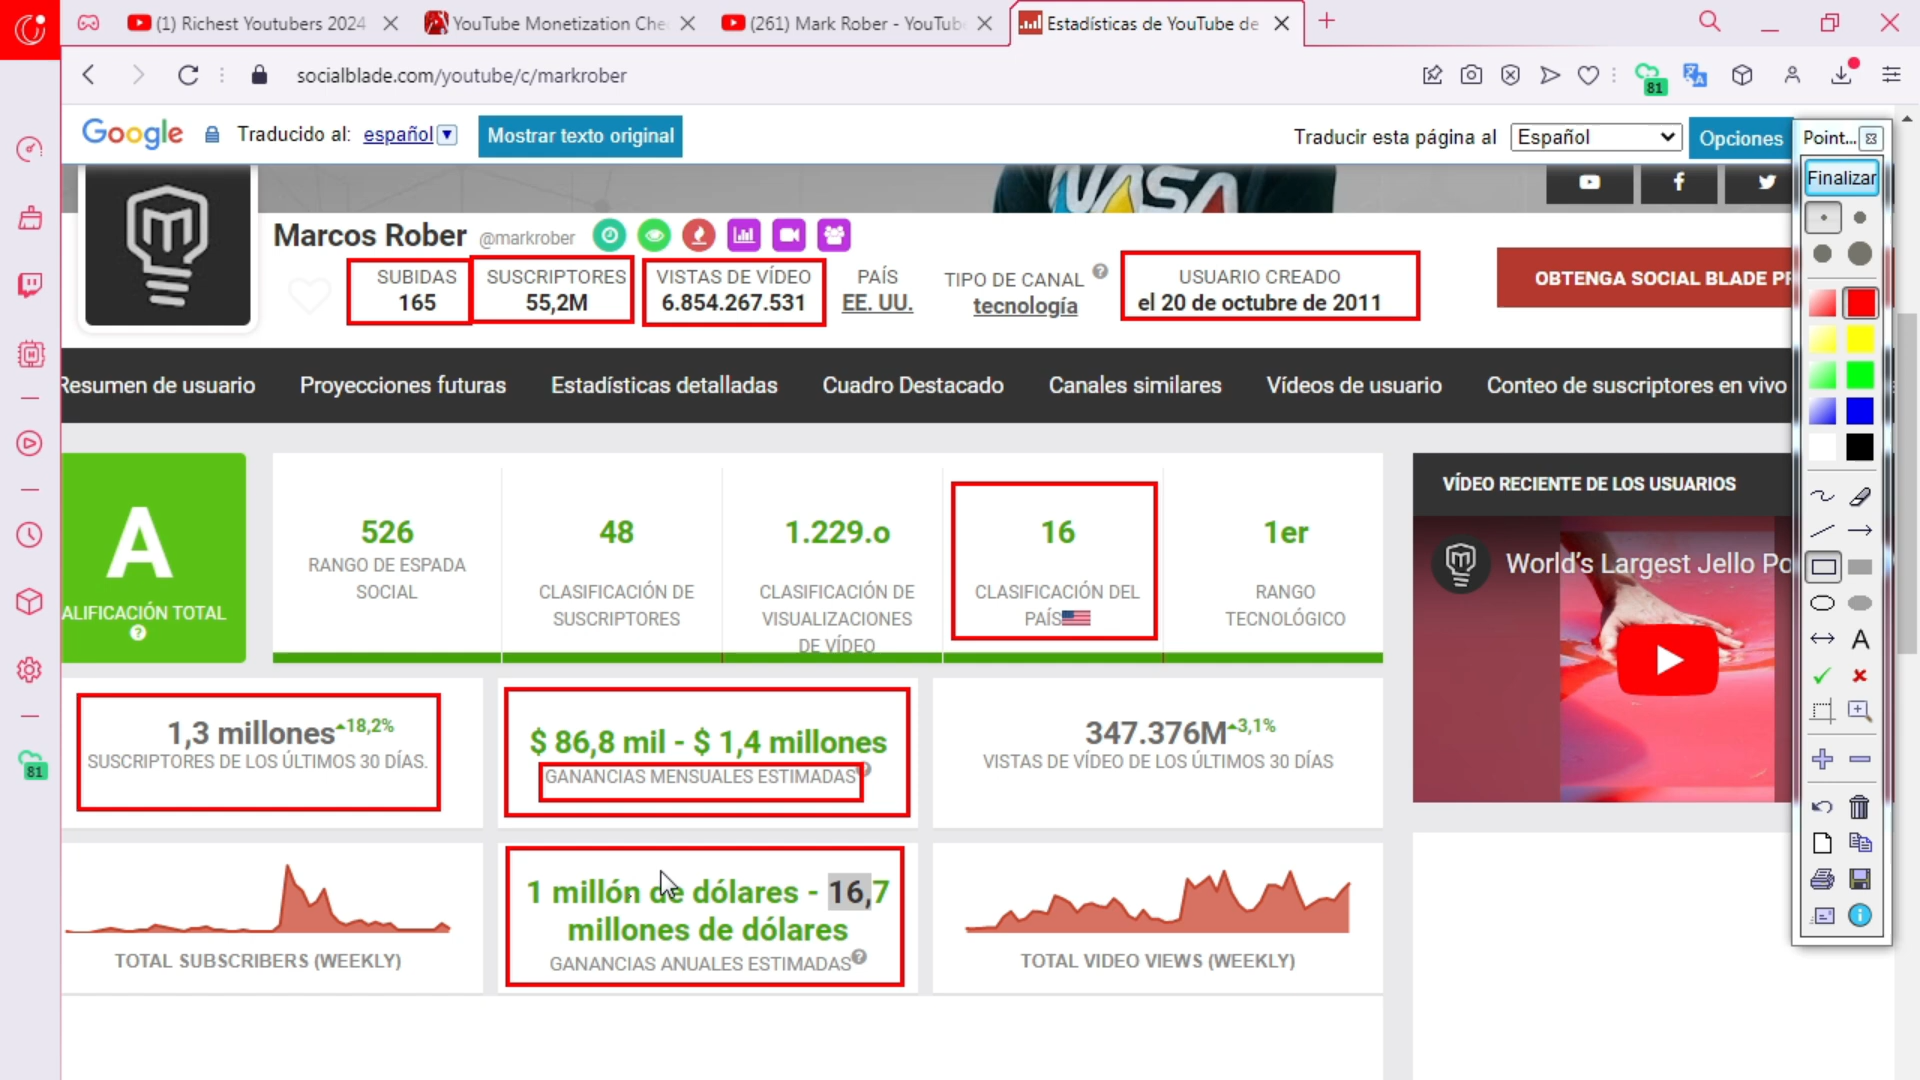 (1) Richest Youtubers 2024
YouTube Monetization Che
(261) Mark Rober - YouTub
Estadísticas de YouTube de
socialblade.com/youtube/c/markrober
81
Google
Traducido al: español
Mostrar texto original
Traducir esta página al
Español
Opciones
Point...
Finalizar
NASA
Marcos Rober @markrober
SUBIDAS
165
SUSCRIPTORES
55,2M
VISTAS DE VÍDEO
6.854.267.531
PAÍS
EE. UU.
TIPO DE CANAL
tecnología
USUARIO CREADO
el 20 de octubre de 2011
OBTENGA SOCIAL BLADE PR
Resumen de usuario
Proyecciones futuras
Estadísticas detalladas
Cuadro Destacado
Canales similares
Vídeos de usuario
Conteo de suscriptores en vivo
A
ALIFICACIÓN TOTAL
526
RANGO DE ESPADA
SOCIAL
48
CLASIFICACIÓN DE
SUSCRIPTORES
1.229.o
CLASIFICACIÓN DE
VISUALIZACIONES
DE VÍDEO
16
CLASIFICACIÓN DEL
PAÍS
1er
RANGO
TECNOLÓGICO
VÍDEO RECIENTE DE LOS USUARIOS
World's Largest Jello Po
1,3 millones 18,2%
SUSCRIPTORES DE LOS ÚLTIMOS 30 DÍAS.
$ 86,8 mil - $ 1,4 millones
GANANCIAS MENSUALES ESTIMADAS
347.376M 3,1%
VISTAS DE VÍDEO DE LOS ÚLTIMOS 30 DÍAS
TOTAL SUBSCRIBERS (WEEKLY)
1 millón de dólares - 16,7
millones de dólares
GANANCIAS ANUALES ESTIMADAS
TOTAL VIDEO VIEWS (WEEKLY)
A
81